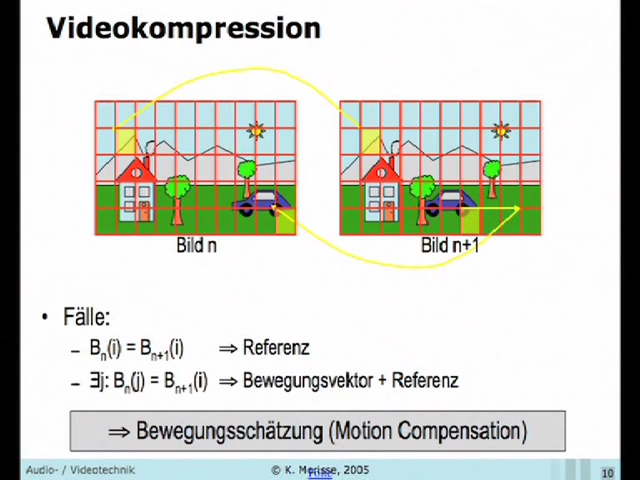 Videokompression
Bild n
Bild n+1
• Fälle:
– Bn(i) = Bn+1(i) ⇒ Referenz
– ∃j: Bn(j) = Bn+1(i) ⇒ Bewegungsvektor + Referenz
⇒ Bewegungsschätzung (Motion Compensation)
Audio- / Videotechnik
© K. Morisse, 2005
10